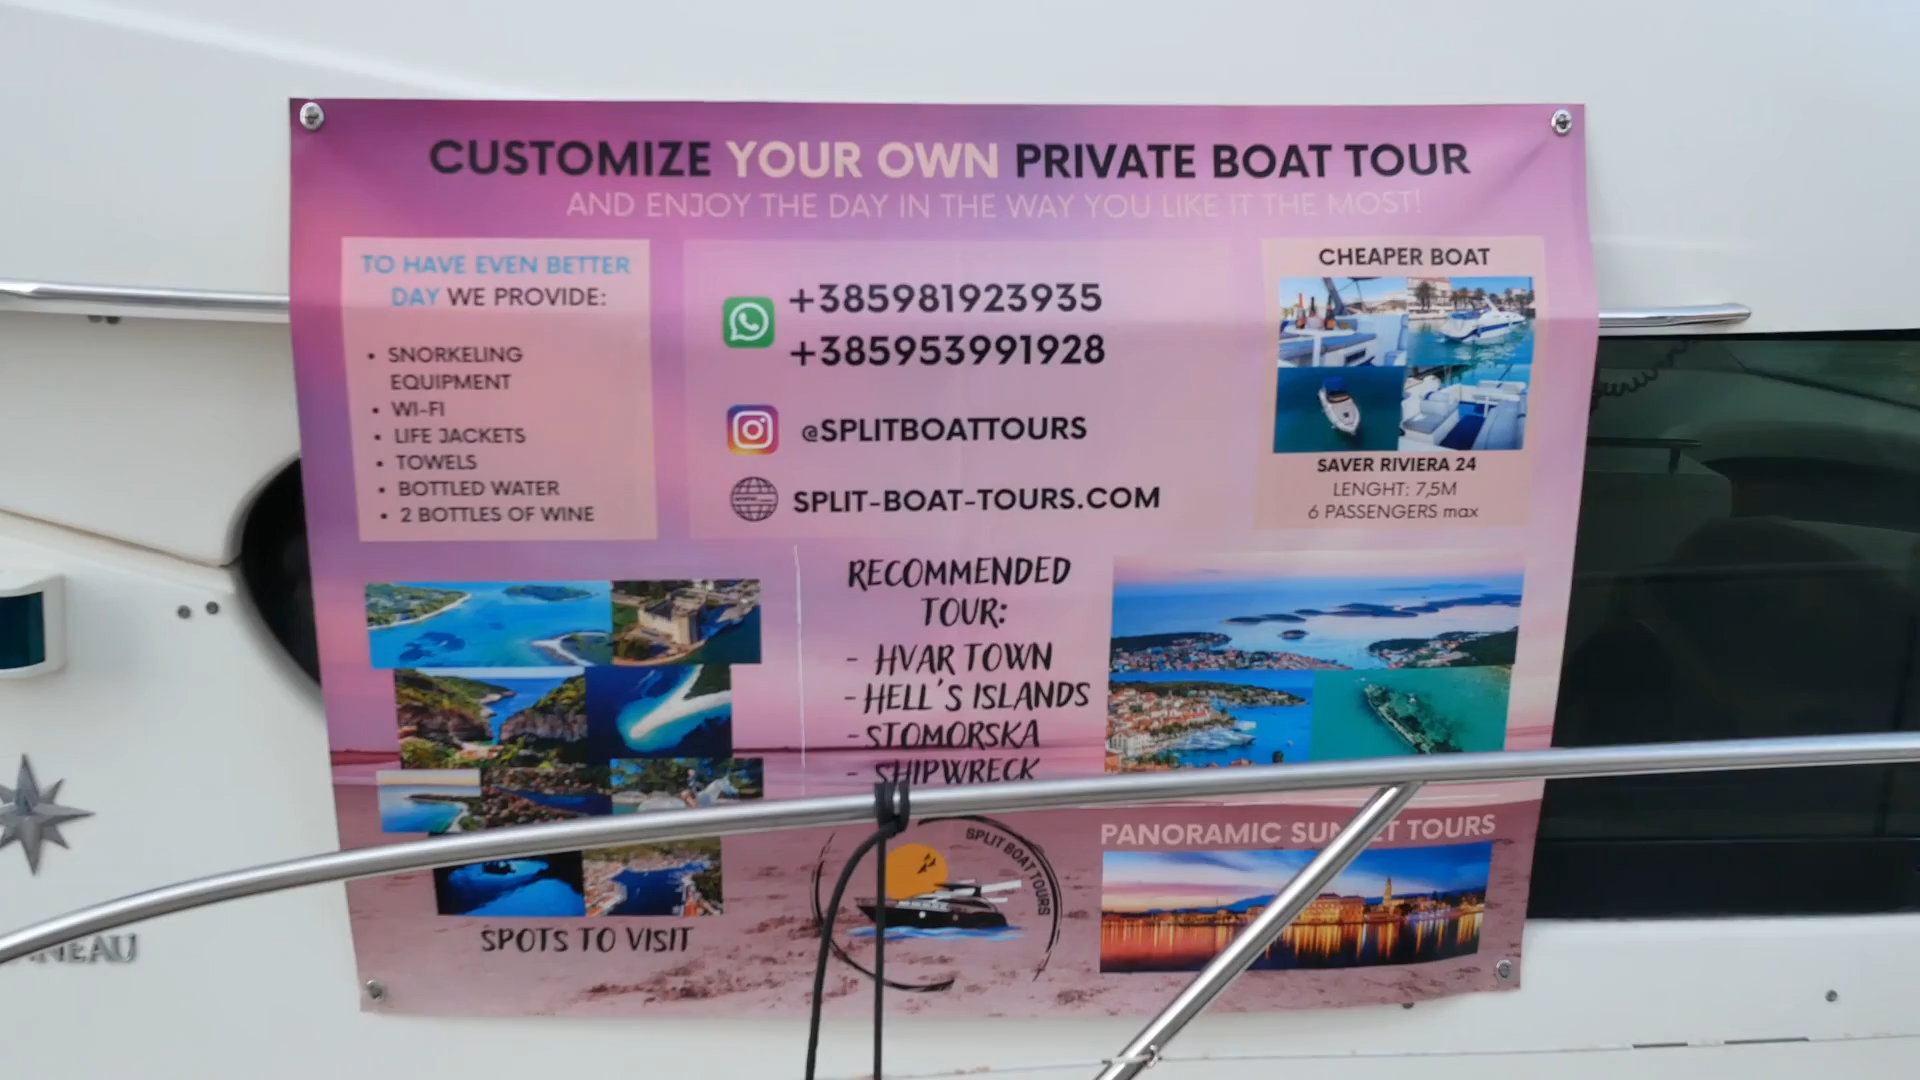 CUSTOMIZE YOUR OWN PRIVATE BOAT TOUR
AND ENJOY THE DAY IN THE WAY YOU LIKE IT THE MOST!
TO HAVE EVEN BETTER
DAY WE PROVIDE:
• SNORKELING
EQUIPMENT
• WI-FI
• LIFE JACKETS
• TOWELS
• BOTTLED WATER
• 2 BOTTLES OF WINE
+385981923935
+385953991928
@SPLITBOATTOURS
SPLIT-BOAT-TOURS.COM
CHEAPER BOAT
SAVER RIVIERA 24
LENGHT: 7,5M
6 PASSENGERS max
RECOMMENDED
TOUR:
- HVAR TOWN
- HELL'S ISLANDS
- STOMORSKA
- SHIPWRECK
SPOTS TO VISIT
SPLIT BOAT TOURS
PANORAMIC SUNSET TOURS